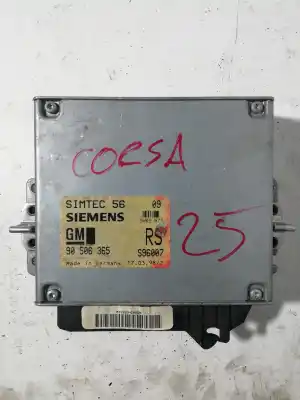 CORSA
SIMTEC 56 09
SIEMENS
GM RS
90 506 365 S96007
Made in Germany
25